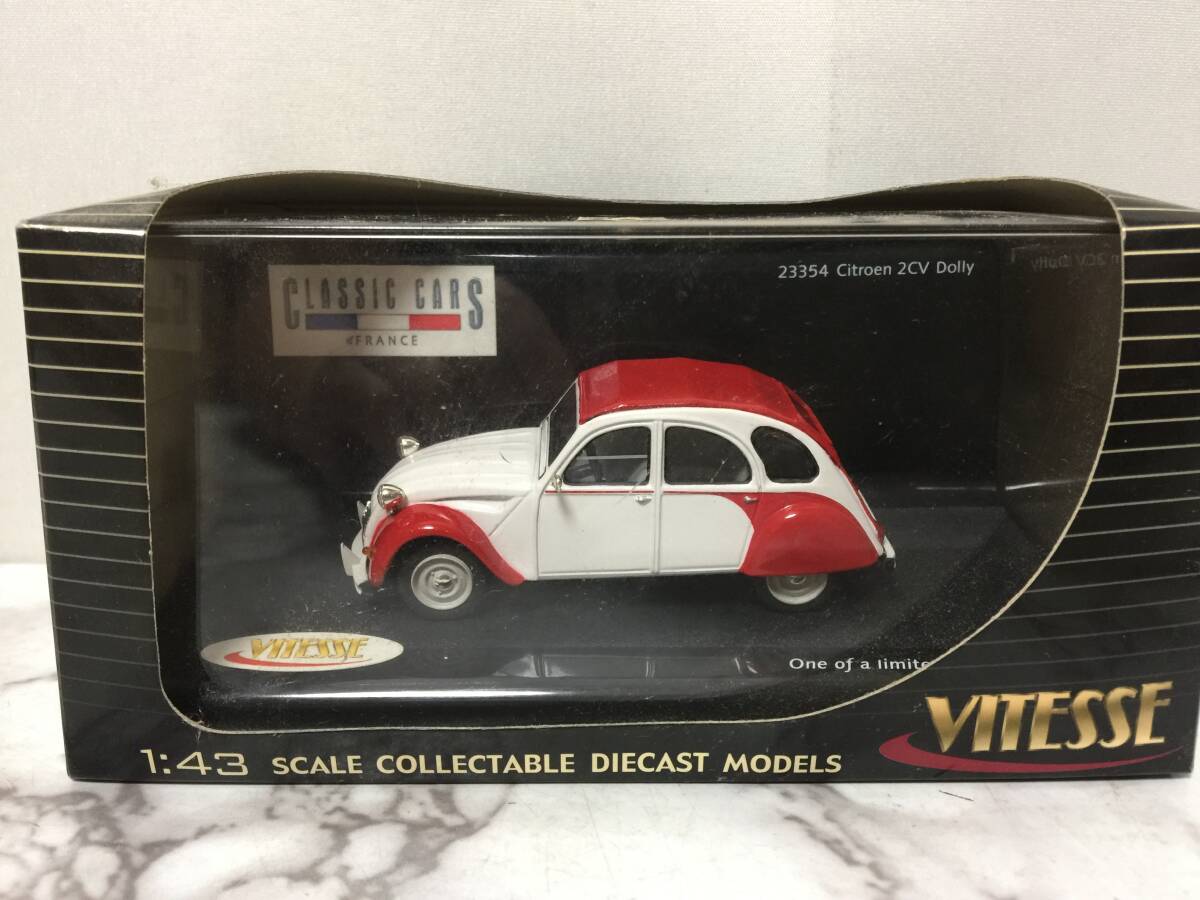 CLASSIC CARS
of FRANCE
23354 Citroen 2CV Dolly
VITESSE
One of a limite
VITESSE
1:43 SCALE COLLECTABLE DIECAST MODELS